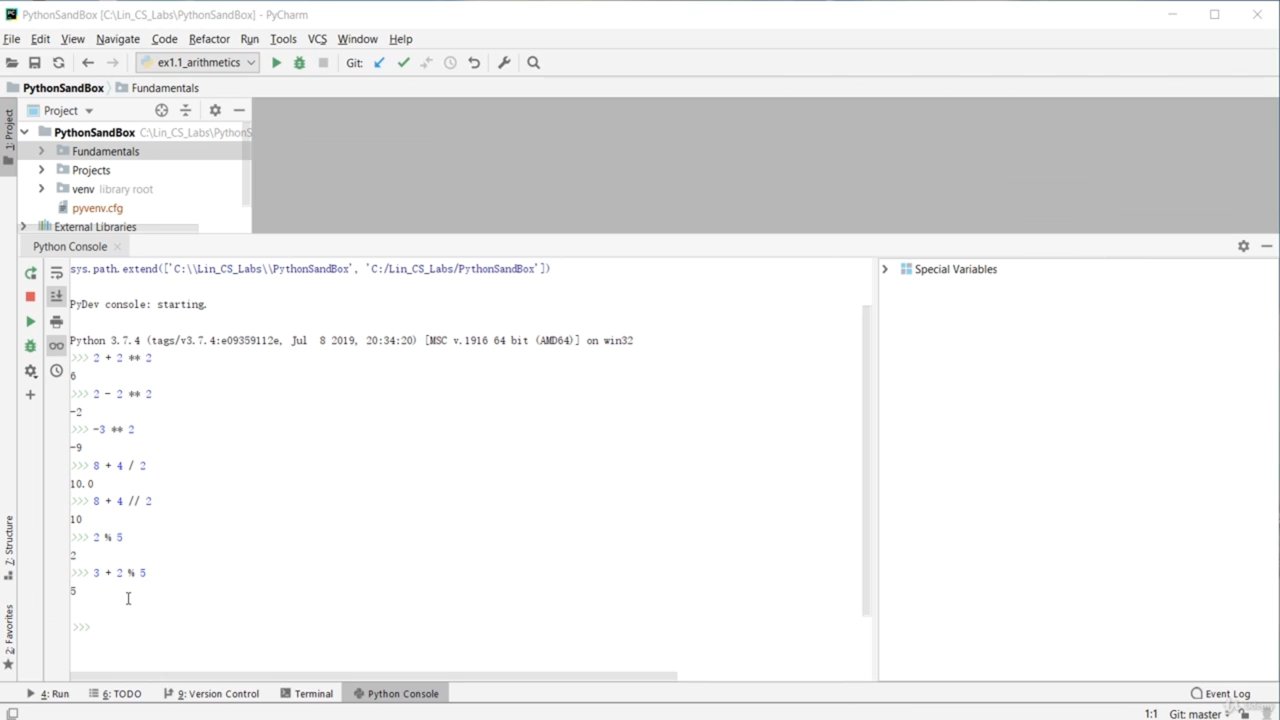 PythonSandBox [C:\Lin_CS_Labs\PythonSandBox] - PyCharm
File Edit View Navigate Code Refactor Run Tools VCS Window Help
ex1.1_arithmetics Git:
PythonSandBox Fundamentals
1: Project
Project
PythonSandBox C:\Lin_CS_Labs\PythonS
Fundamentals
Projects
venv library root
pyvenv.cfg
External Libraries
Python Console
sys.path.extend(['C:\\Lin_CS_Labs\\PythonSandBox', 'C:/Lin_CS_Labs/PythonSandBox'])
Special Variables
PyDev console: starting.
Python 3.7.4 (tags/v3.7.4:e09359112e, Jul  8 2019, 20:34:20) [MSC v.1916 64 bit (AMD64)] on win32
>>> 2 + 2 ** 2
6
>>> 2 - 2 ** 2
-2
>>> -3 ** 2
-9
>>> 8 + 4 / 2
10.0
>>> 8 + 4 // 2
10
>>> 2 % 5
2
>>> 3 + 2 % 5
5
>>>
Z: Structure
2: Favorites
4: Run 6: TODO 9: Version Control Terminal Python Console Event Log
1:1 Git: master